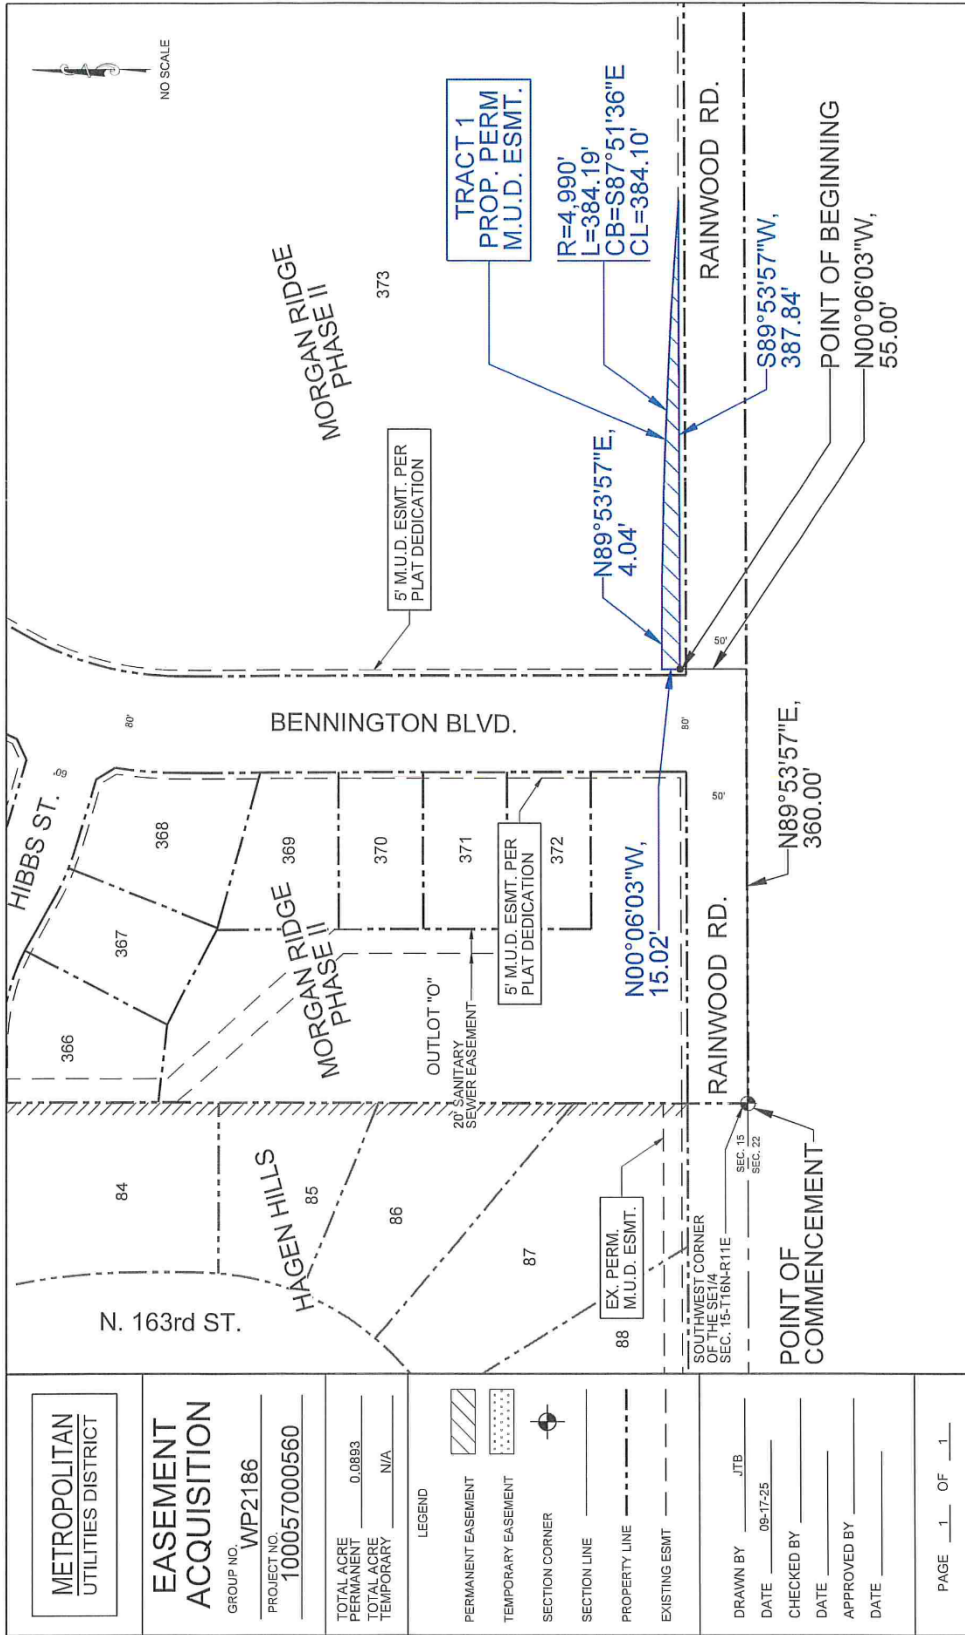 METROPOLITAN
UTILITIES DISTRICT
EASEMENT
ACQUISITION
GROUP NO. WP2186
PROJECT NO.
100057000560
TOTAL ACRE
PERMANENT 0.0893
TOTAL ACRE
TEMPORARY N/A
LEGEND
PERMANENT EASEMENT
TEMPORARY EASEMENT
SECTION CORNER
SECTION LINE
PROPERTY LINE
EXISTING ESMT
DRAWN BY JTB
DATE 09-17-25
CHECKED BY
DATE
APPROVED BY
DATE
PAGE 1 OF 1
NO SCALE
N. 163rd ST.
HAGEN HILLS
84
85
86
87
88
EX. PERM.
M.U.D. ESMT.
SOUTHWEST CORNER
OF THE SE1/4
SEC. 15-T16N-R11E
SEC. 15
SEC. 22
POINT OF
COMMENCEMENT
HIBBS ST.
60'
366
367
368
369
370
371
372
MORGAN RIDGE
PHASE II
OUTLOT "O"
20' SANITARY
SEWER EASEMENT
5' M.U.D. ESMT. PER
PLAT DEDICATION
BENNINGTON BLVD.
80'
80'
50'
50'
RAINWOOD RD.
N89°53'57"E,
360.00'
N00°06'03"W,
15.02'
5' M.U.D. ESMT. PER
PLAT DEDICATION
MORGAN RIDGE
PHASE II
373
TRACT 1
PROP. PERM
M.U.D. ESMT.
R=4,990'
L=384.19'
CB=S87°51'36"E
CL=384.10'
N89°53'57"E,
4.04'
RAINWOOD RD.
S89°53'57"W,
387.84'
POINT OF BEGINNING
N00°06'03"W,
55.00'